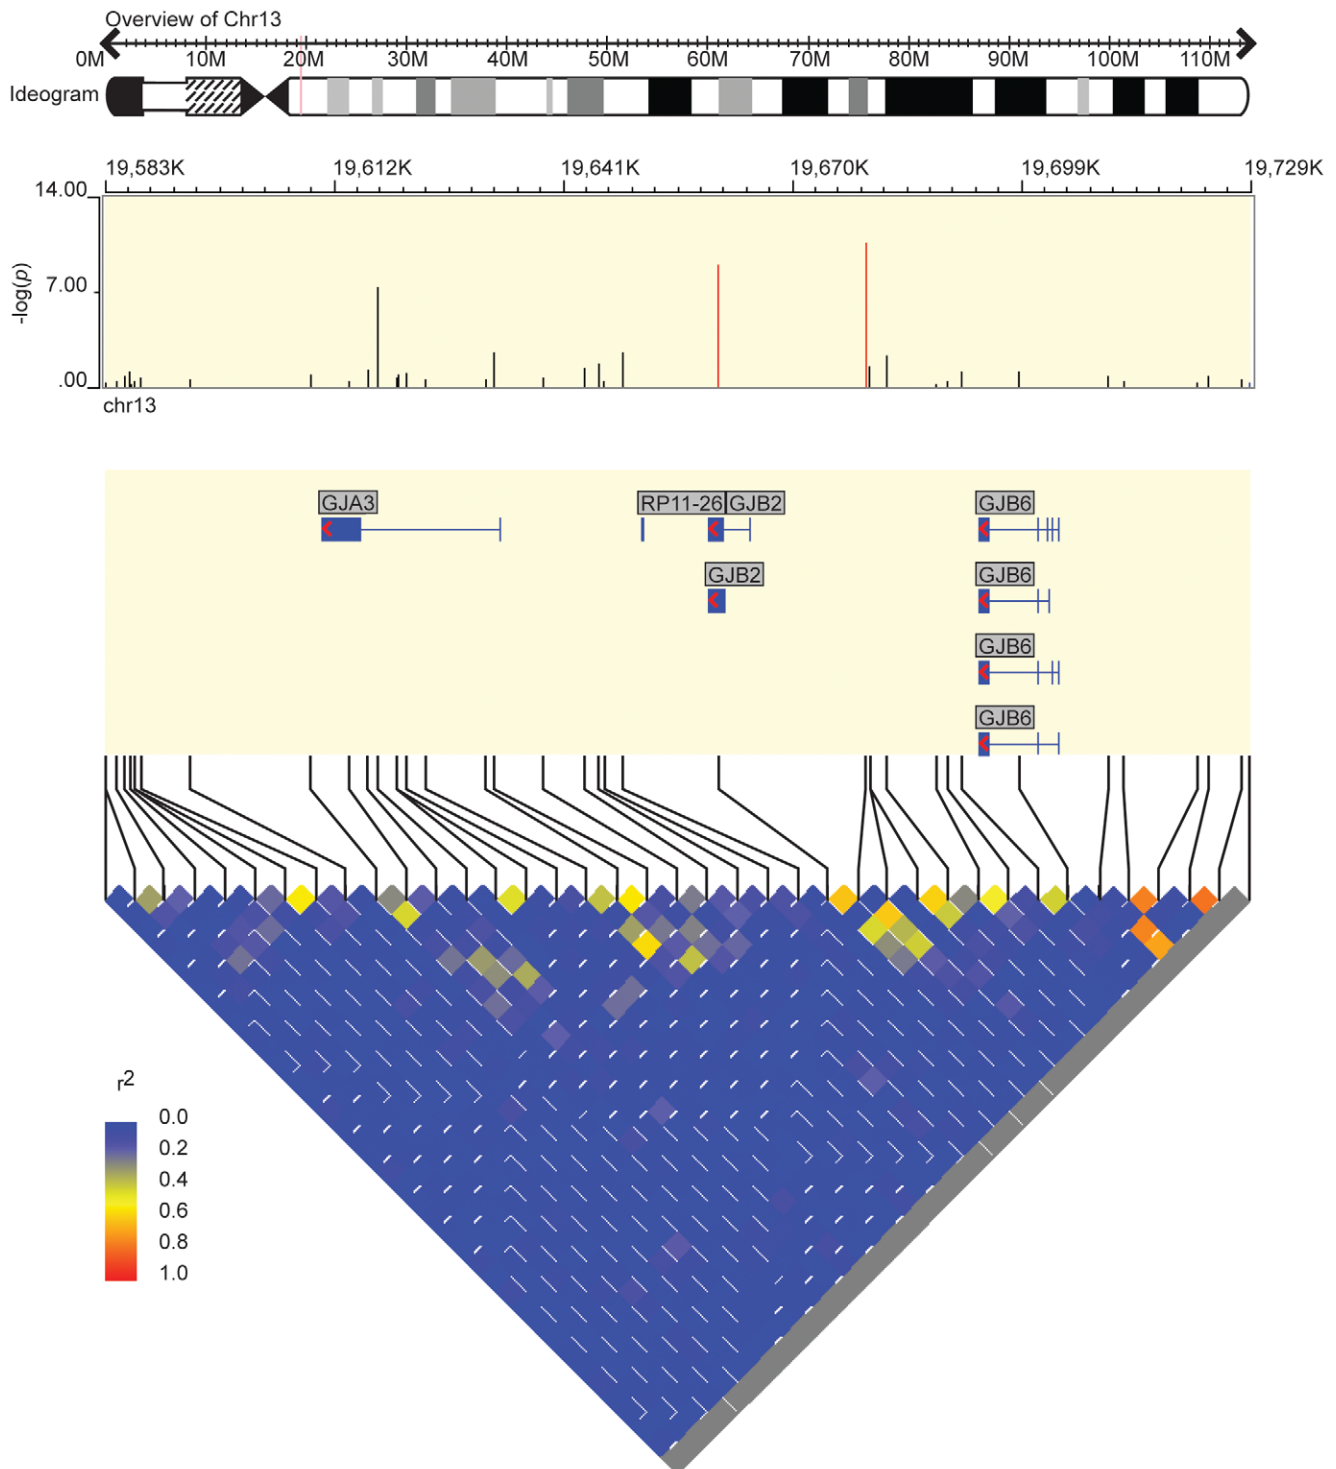 Overview of Chr13
0M 10M 20M 30M 40M 50M 60M 70M 80M 90M 100M 110M
Ideogram
19,583K 19,612K 19,641K 19,670K 19,699K 19,729K
14.00
7.00
.00
-log(p)
chr13
GJA3 RP11-26 GJB2 GJB6
GJB2 GJB6
GJB6
GJB6
r2
0.0
0.2
0.4
0.6
0.8
1.0